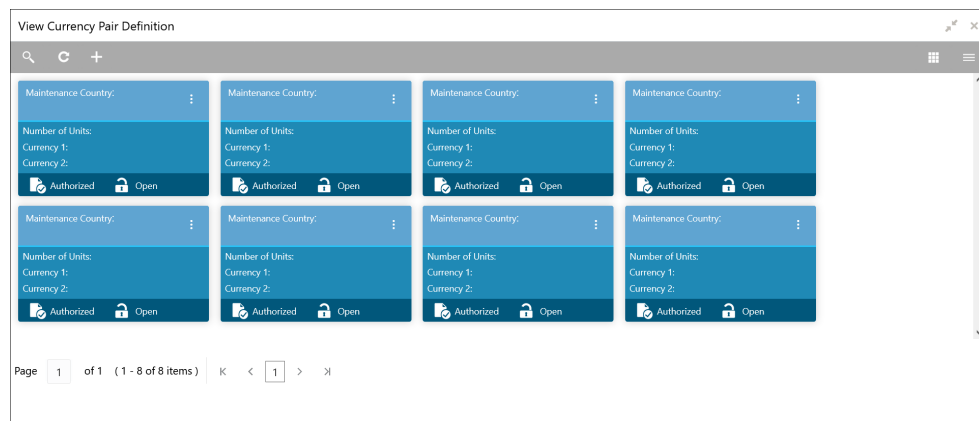 View Currency Pair Definition
Maintenance Country: Maintenance Country: Maintenance Country: Maintenance Country:
Number of Units: Number of Units: Number of Units: Number of Units:
Currency 1: Currency 1: Currency 1: Currency 1:
Currency 2: Currency 2: Currency 2: Currency 2:
Authorized Open Authorized Open Authorized Open Authorized Open
Maintenance Country: Maintenance Country: Maintenance Country: Maintenance Country:
Number of Units: Number of Units: Number of Units: Number of Units:
Currency 1: Currency 1: Currency 1: Currency 1:
Currency 2: Currency 2: Currency 2: Currency 2:
Authorized Open Authorized Open Authorized Open Authorized Open
Page 1 of 1 ( 1 - 8 of 8 items ) 1